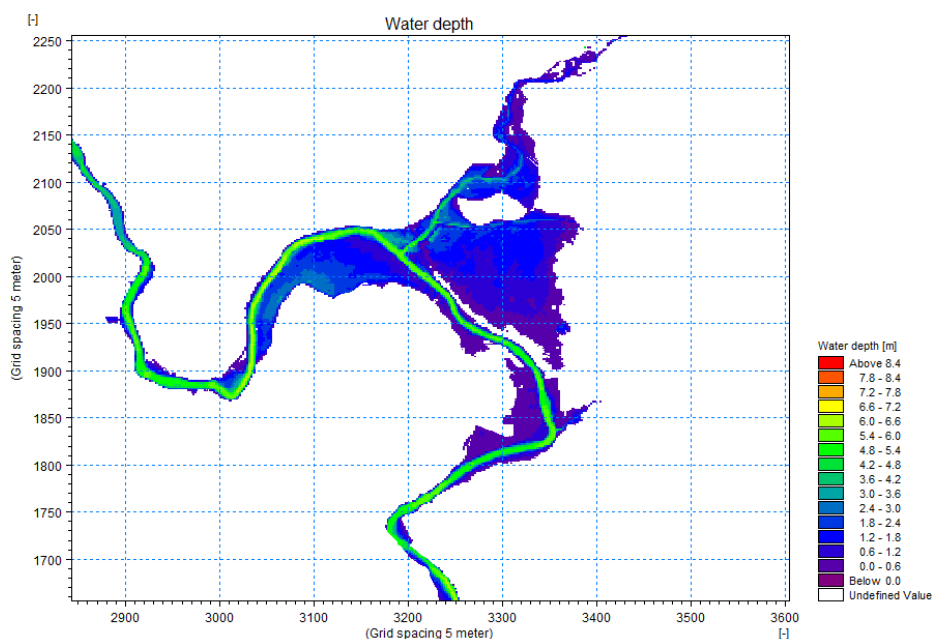 [-]
Water depth
2250
2200
2150
2100
2050
2000
1950
1900
1850
1800
1750
1700
(Grid spacing 5 meter)
2900 3000 3100 3200 3300 3400 3500 3600
(Grid spacing 5 meter)
[-]
Water depth [m]
Above 8.4
7.8 - 8.4
7.2 - 7.8
6.6 - 7.2
6.0 - 6.6
5.4 - 6.0
4.8 - 5.4
4.2 - 4.8
3.6 - 4.2
3.0 - 3.6
2.4 - 3.0
1.8 - 2.4
1.2 - 1.8
0.6 - 1.2
0.0 - 0.6
Below 0.0
Undefined Value